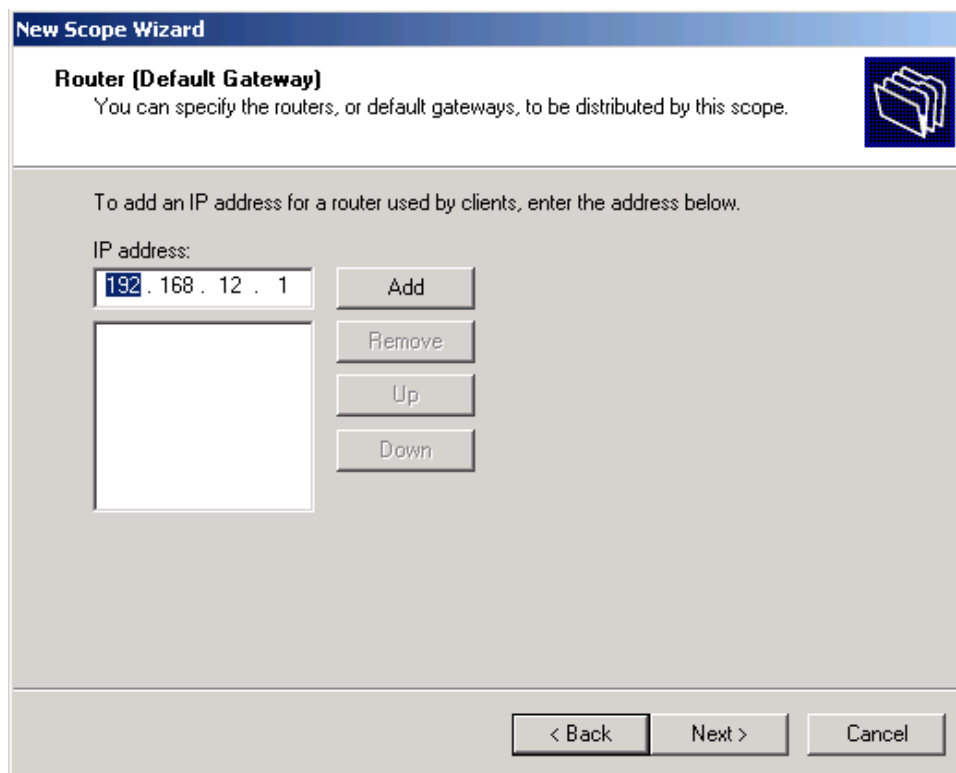 New Scope Wizard
Router (Default Gateway)
You can specify the routers, or default gateways, to be distributed by this scope.
To add an IP address for a router used by clients, enter the address below.
IP address:
192 . 168 . 12 . 1
Add
Remove
Up
Down
< Back
Next >
Cancel